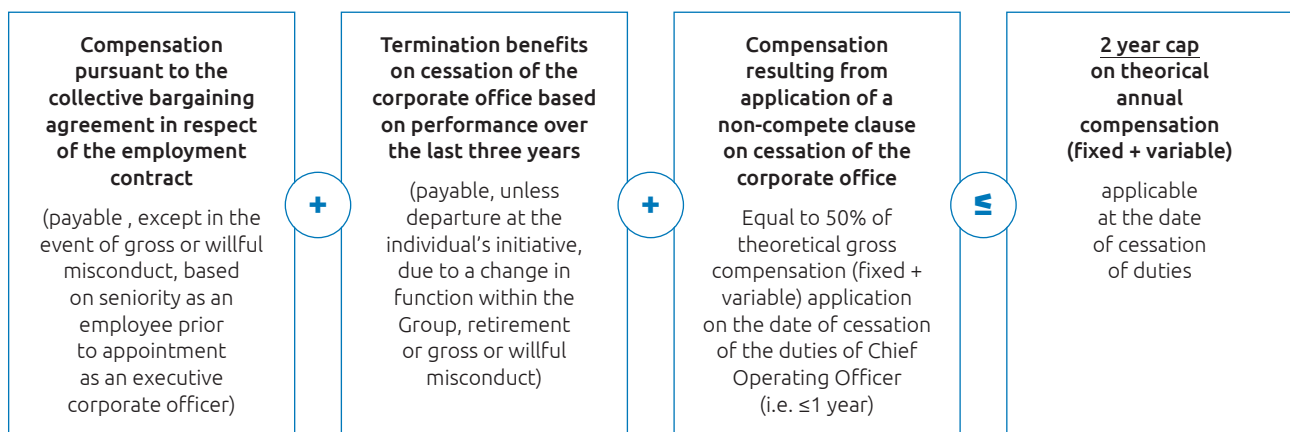 Compensation
pursuant to the
collective bargaining
agreement in respect
of the employment
contract
(payable , except in the
event of gross or willful
misconduct, based
on seniority as an
employee prior
to appointment
as an executive
corporate officer)
+
Termination benefits
on cessation of the
corporate office based
on performance over
the last three years
(payable, unless
departure at the
individual’s initiative,
due to a change in
function within the
Group, retirement
or gross or willful
misconduct)
+
Compensation
resulting from
application of a
non-compete clause
on cessation of the
corporate office
Equal to 50% of
theoretical gross
compensation (fixed +
variable) application
on the date of cessation
of the duties of Chief
Operating Officer
(i.e. ≤1 year)
≤
2 year cap
on theorical
annual
compensation
(fixed + variable)
applicable
at the date
of cessation
of duties